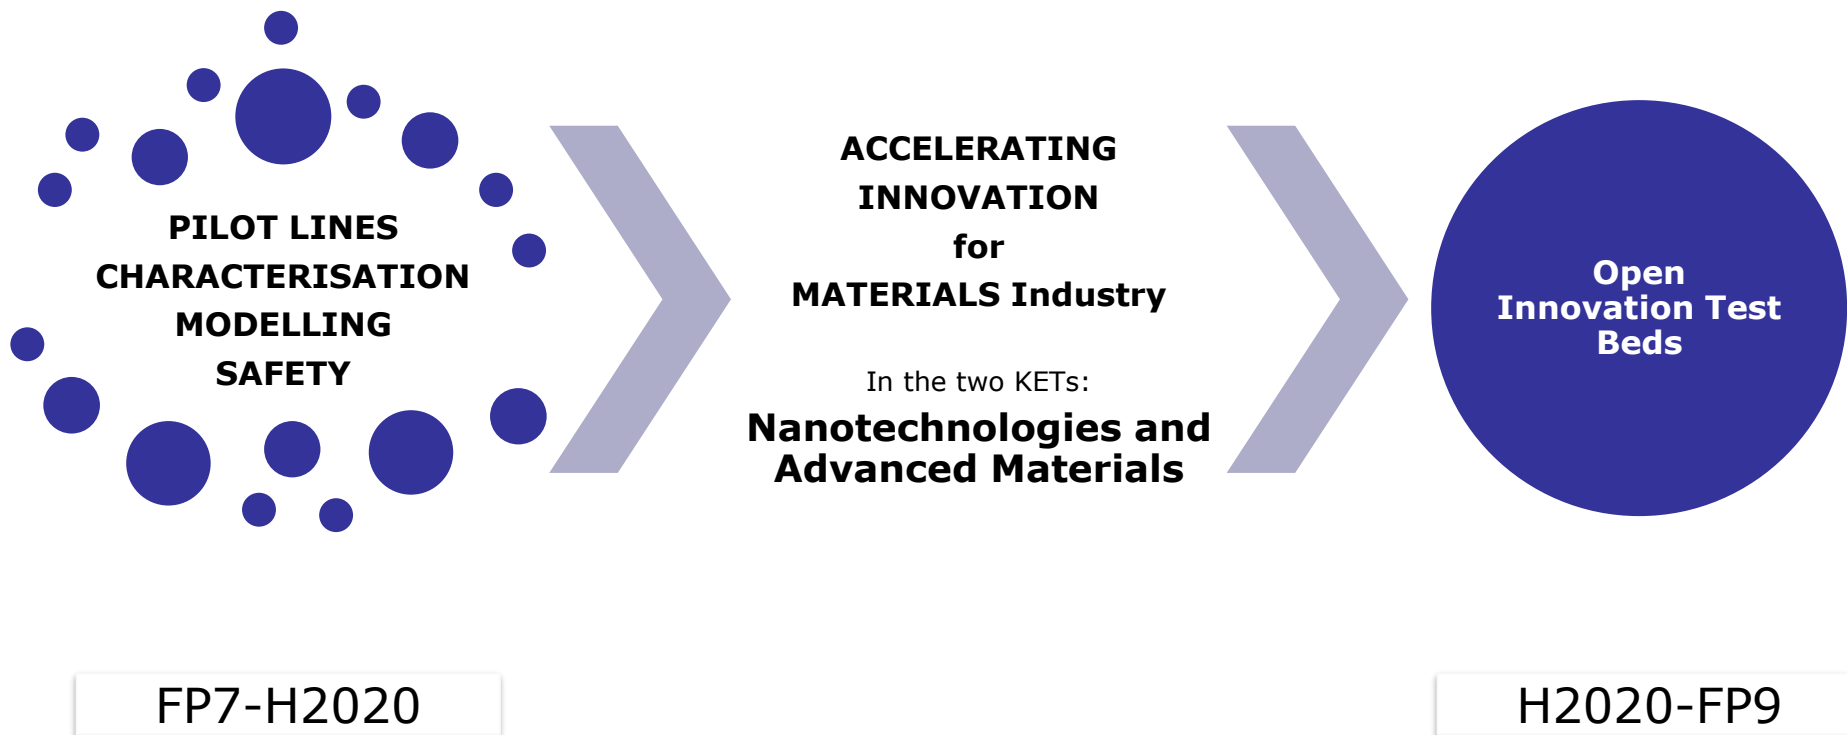 PILOT LINES
CHARACTERISATION
MODELLING
SAFETY
ACCELERATING
INNOVATION
for
MATERIALS Industry
In the two KETs:
Nanotechnologies and
Advanced Materials
Open
Innovation Test
Beds
FP7-H2020
H2020-FP9